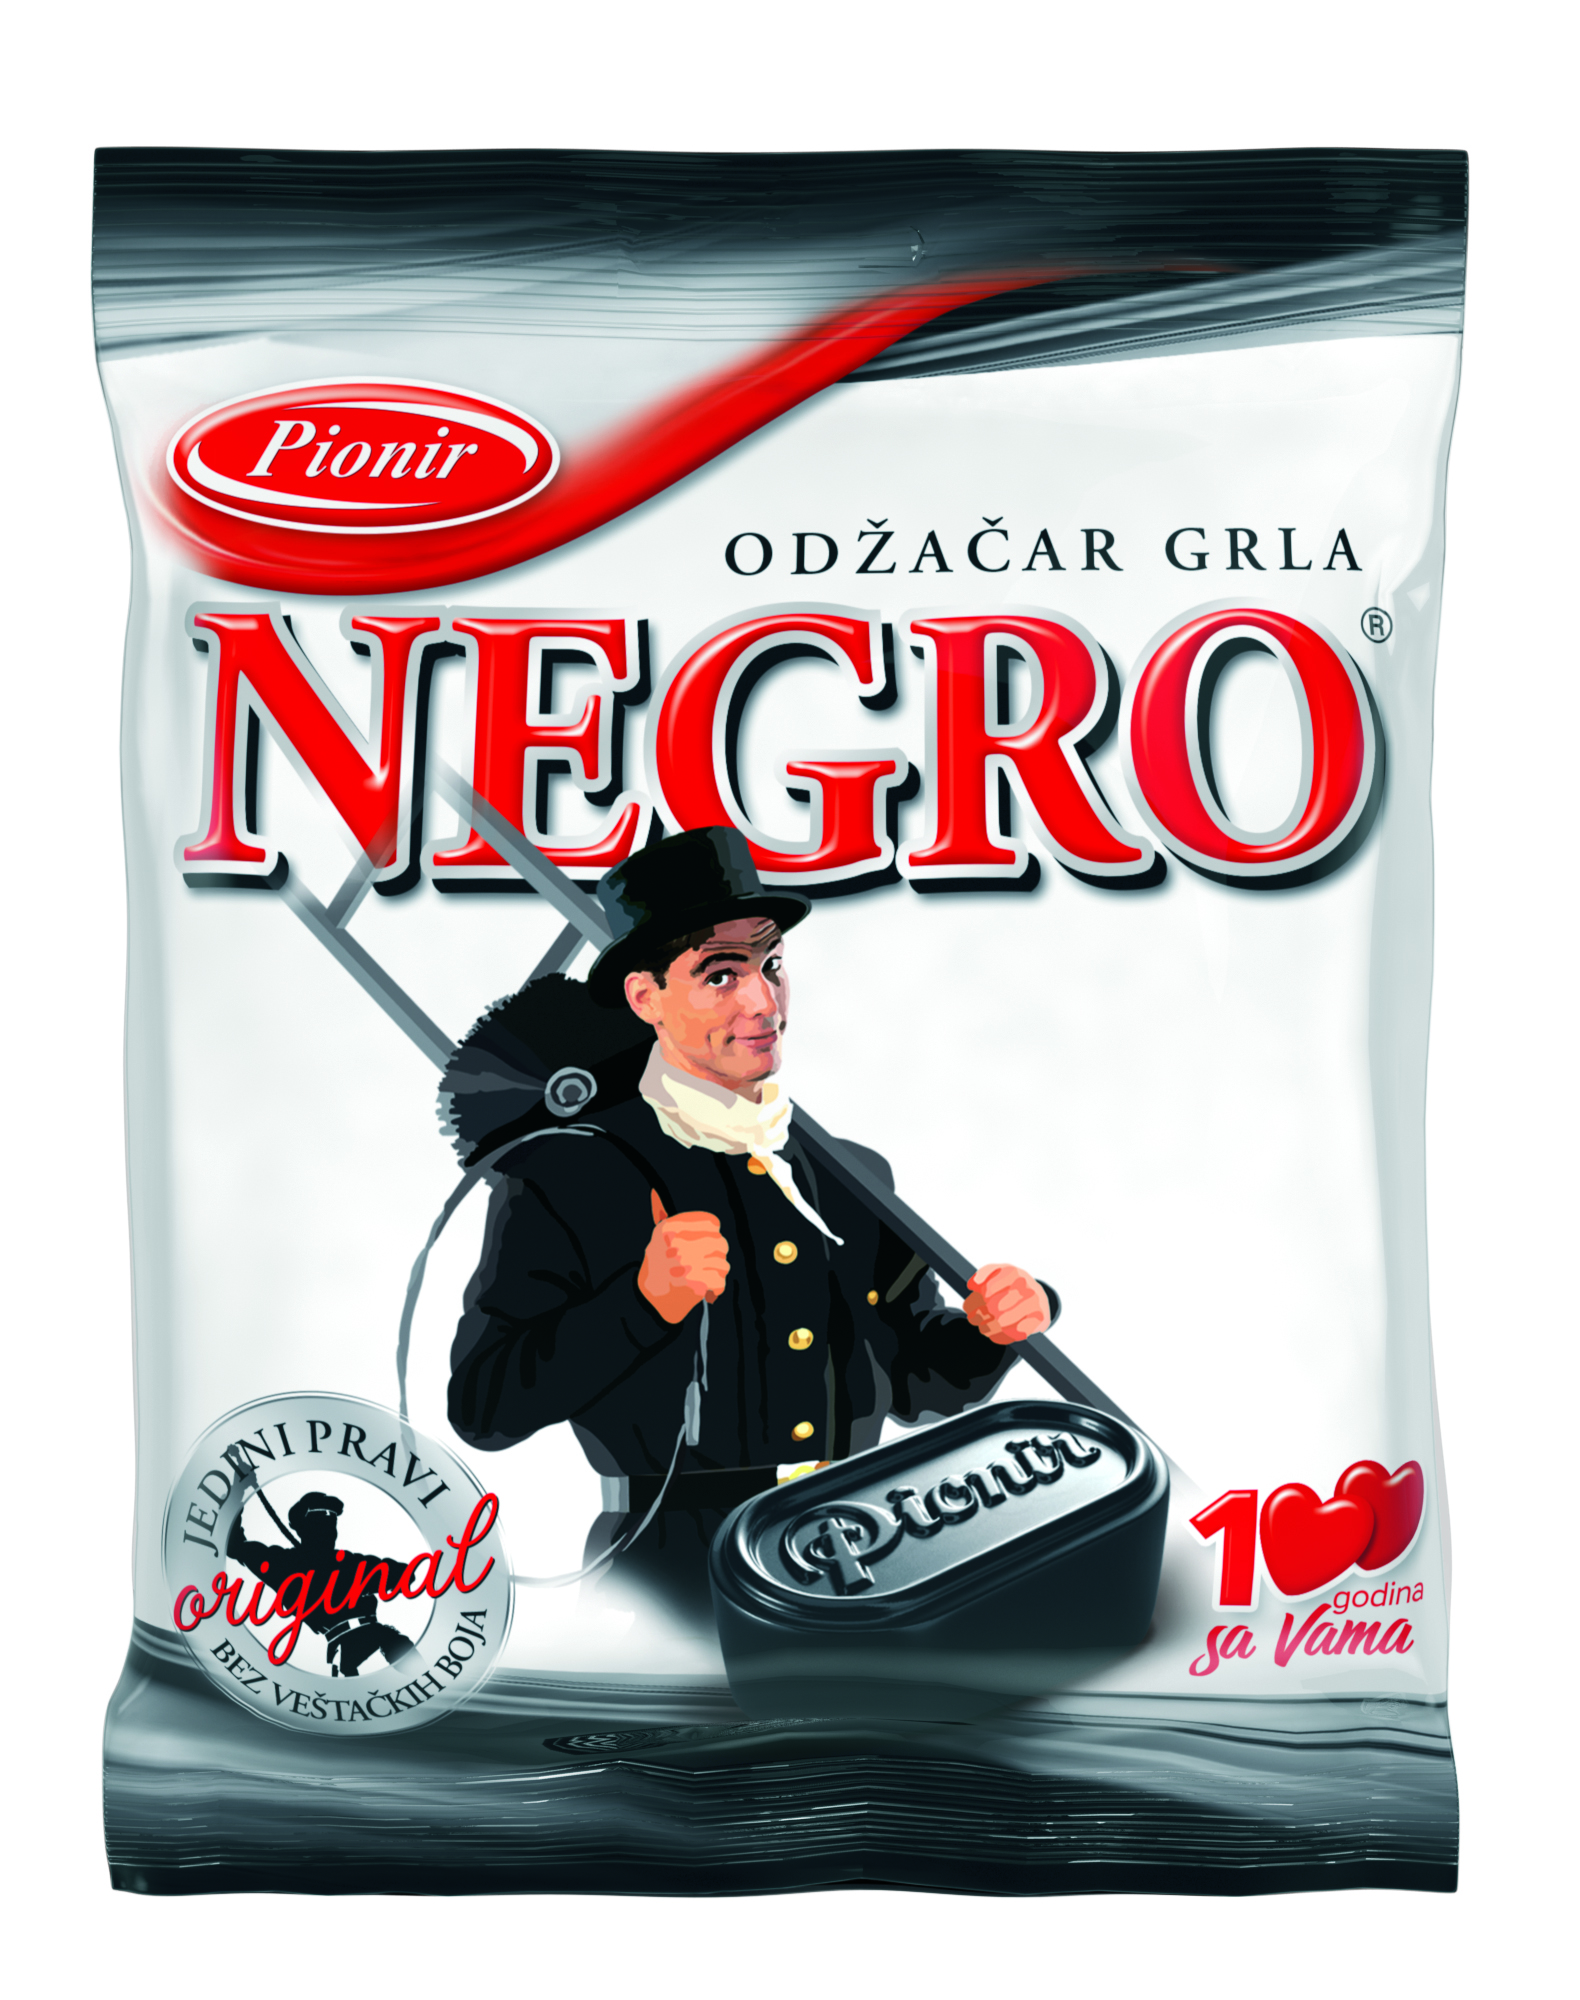 Pionir
ODŽAČAR GRLA
NEGRO®
Pionir
JEDINI PRAVI
original
BEZ VEŠTAČKIH BOJA
100
godina
sa Vama